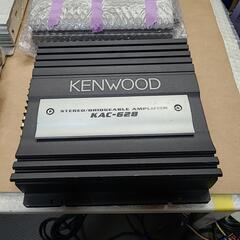 KENWOOD
STEREO/BRIDGEABLE AMPLIFIER
KAC-628